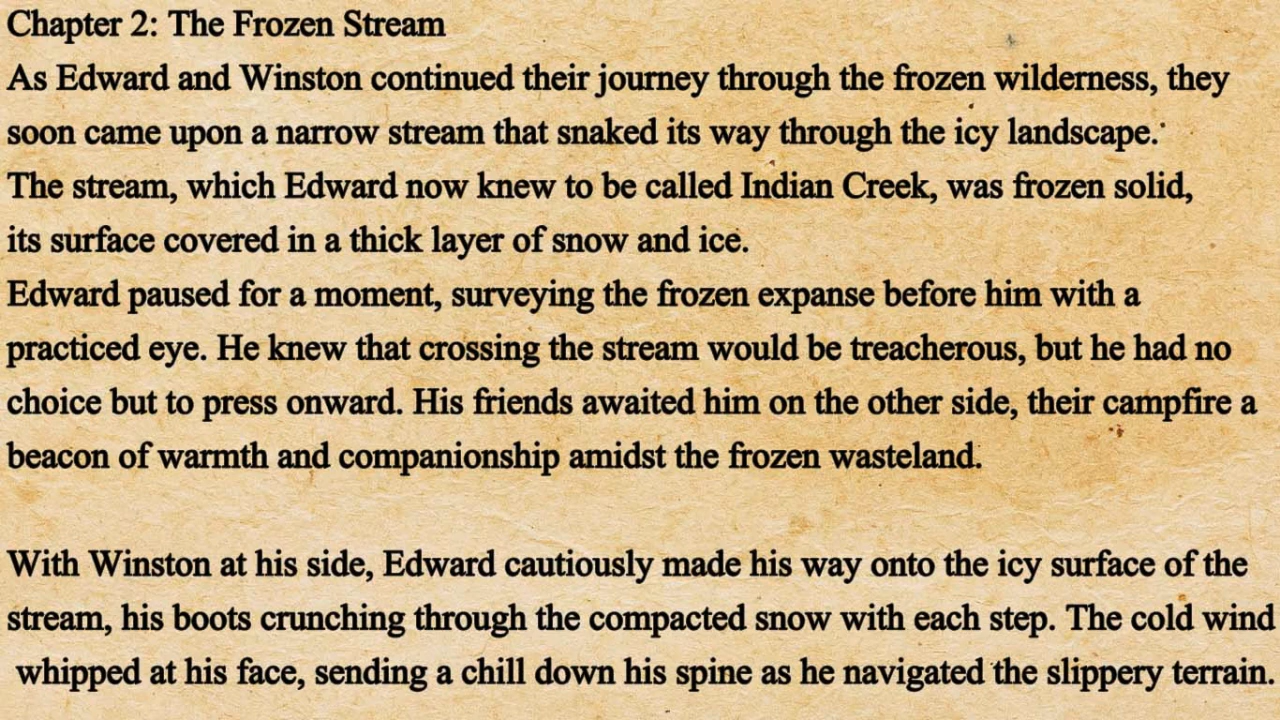 Chapter 2: The Frozen Stream
As Edward and Winston continued their journey through the frozen wilderness, they
soon came upon a narrow stream that snaked its way through the icy landscape.
The stream, which Edward now knew to be called Indian Creek, was frozen solid,
its surface covered in a thick layer of snow and ice.
Edward paused for a moment, surveying the frozen expanse before him with a
practiced eye. He knew that crossing the stream would be treacherous, but he had no
choice but to press onward. His friends awaited him on the other side, their campfire a
beacon of warmth and companionship amidst the frozen wasteland.
With Winston at his side, Edward cautiously made his way onto the icy surface of the
stream, his boots crunching through the compacted snow with each step. The cold wind
whipped at his face, sending a chill down his spine as he navigated the slippery terrain.